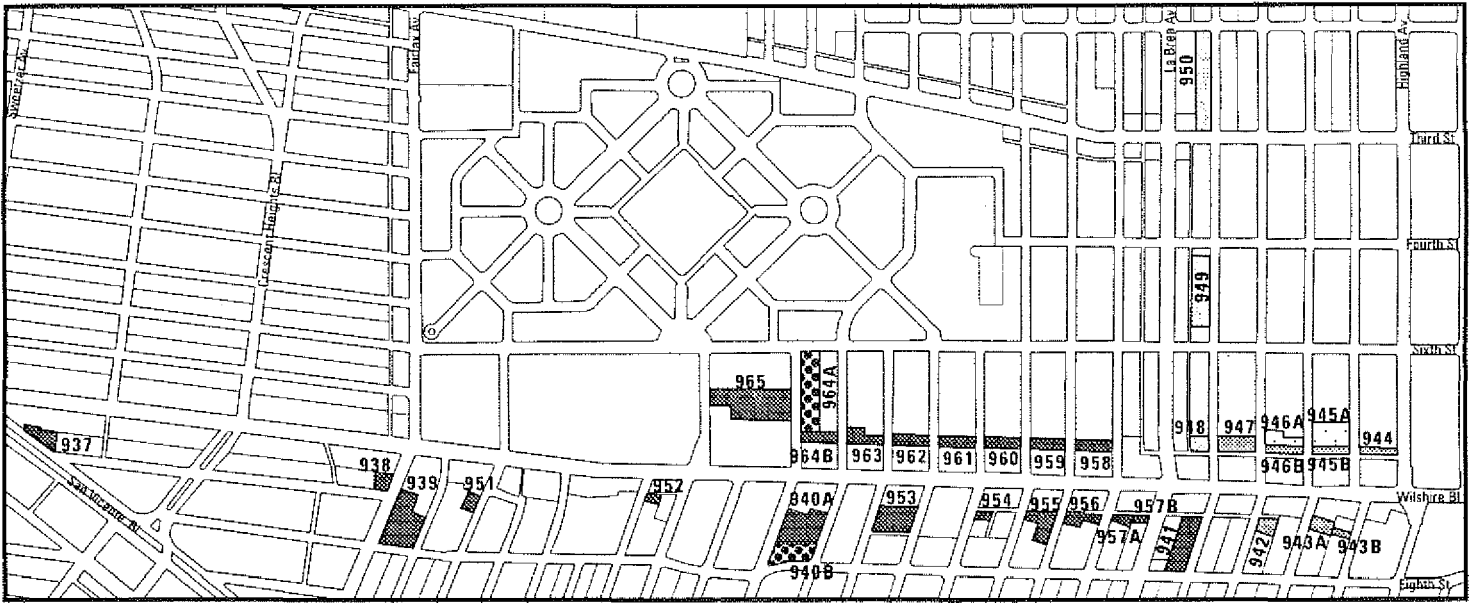 Sweetzer Av
Fairfax Av
La Brea Av
Highland Av
950
Third St
Crescent Heights Bl
Fourth St
949
Sixth St
965
964A
948
947
946A
945A
944
937
964B
963
962
961
960
959
958
946B
945B
938
939
951
952
940A
953
954
955
956
957B
Wilshire Bl
San Vicente Bl
957A
941
942
943A
943B
940B
Eighth St